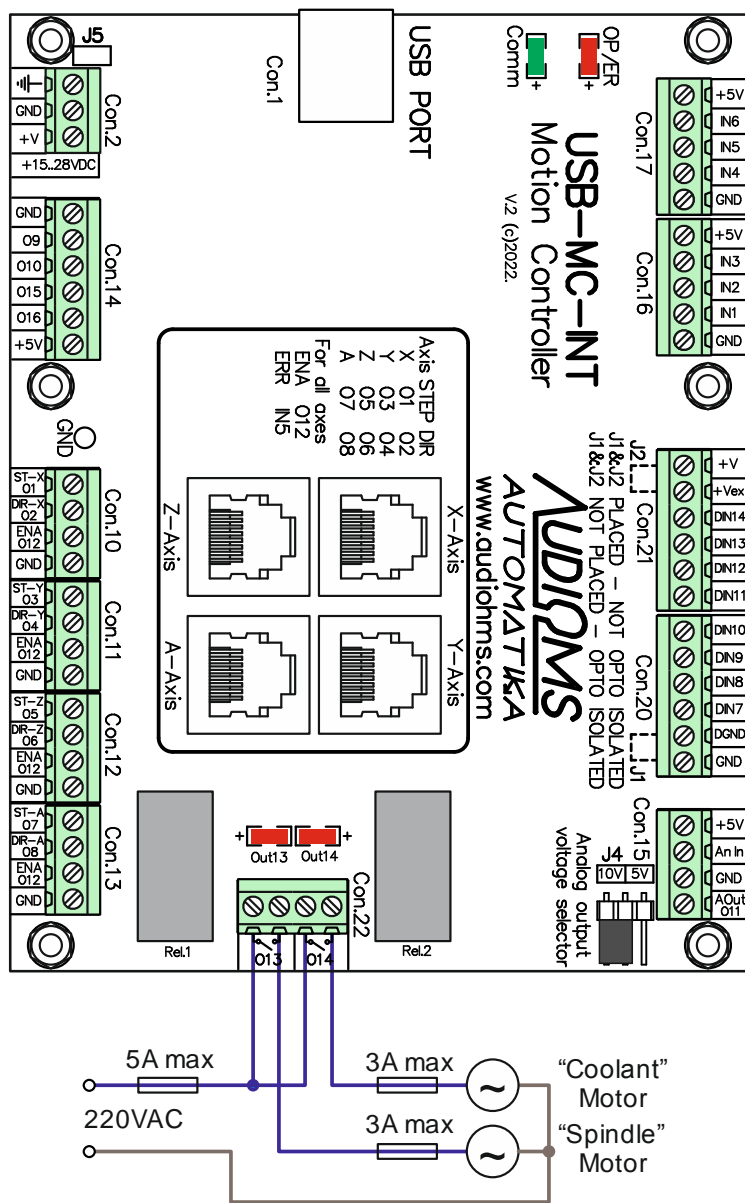 J5
Con.2
GND
+V
+15..28VDC
Con.1
USB PORT
Comm
+
OP/ER
+
USB-MC-INT
Motion Controller
V.2 (c)2022.
Con.17
+5V
IN6
IN5
IN4
GND
Con.16
+5V
IN3
IN2
IN1
GND
Con.14
GND
O9
O10
O15
O16
+5V
GND
Axis STEP DIR
X O1 O2
Y O3 O4
Z O5 O6
A O7 O8
For all axes
ENA O12
ERR IN5
Z-Axis
X-Axis
A-Axis
Y-Axis
AUDIOMS
AUTOMATIKA
www.audiohms.com
J2
J1&J2 PLACED - NOT OPTO ISOLATED
J1&J2 NOT PLACED - OPTO ISOLATED
J1
Con.21
+V
+Vex
DIN14
DIN13
DIN12
DIN11
Con.20
DIN10
DIN9
DIN8
DIN7
DGND
GND
Con.10
ST-X
O1
DIR-X
O2
ENA
O12
GND
Con.11
ST-Y
O3
DIR-Y
O4
ENA
O12
GND
Con.12
ST-Z
O5
DIR-Z
O6
ENA
O12
GND
Con.13
ST-A
O7
DIR-A
O8
ENA
O12
GND
Con.15
+5V
An In
GND
AOut
O11
J4
10V 5V
Analog output
voltage selector
Rel.1
+
Out13
Out14
+
Con.22
Rel.2
O13
O14
5A max
220VAC
3A max
~
“Coolant”
Motor
3A max
~
“Spindle”
Motor